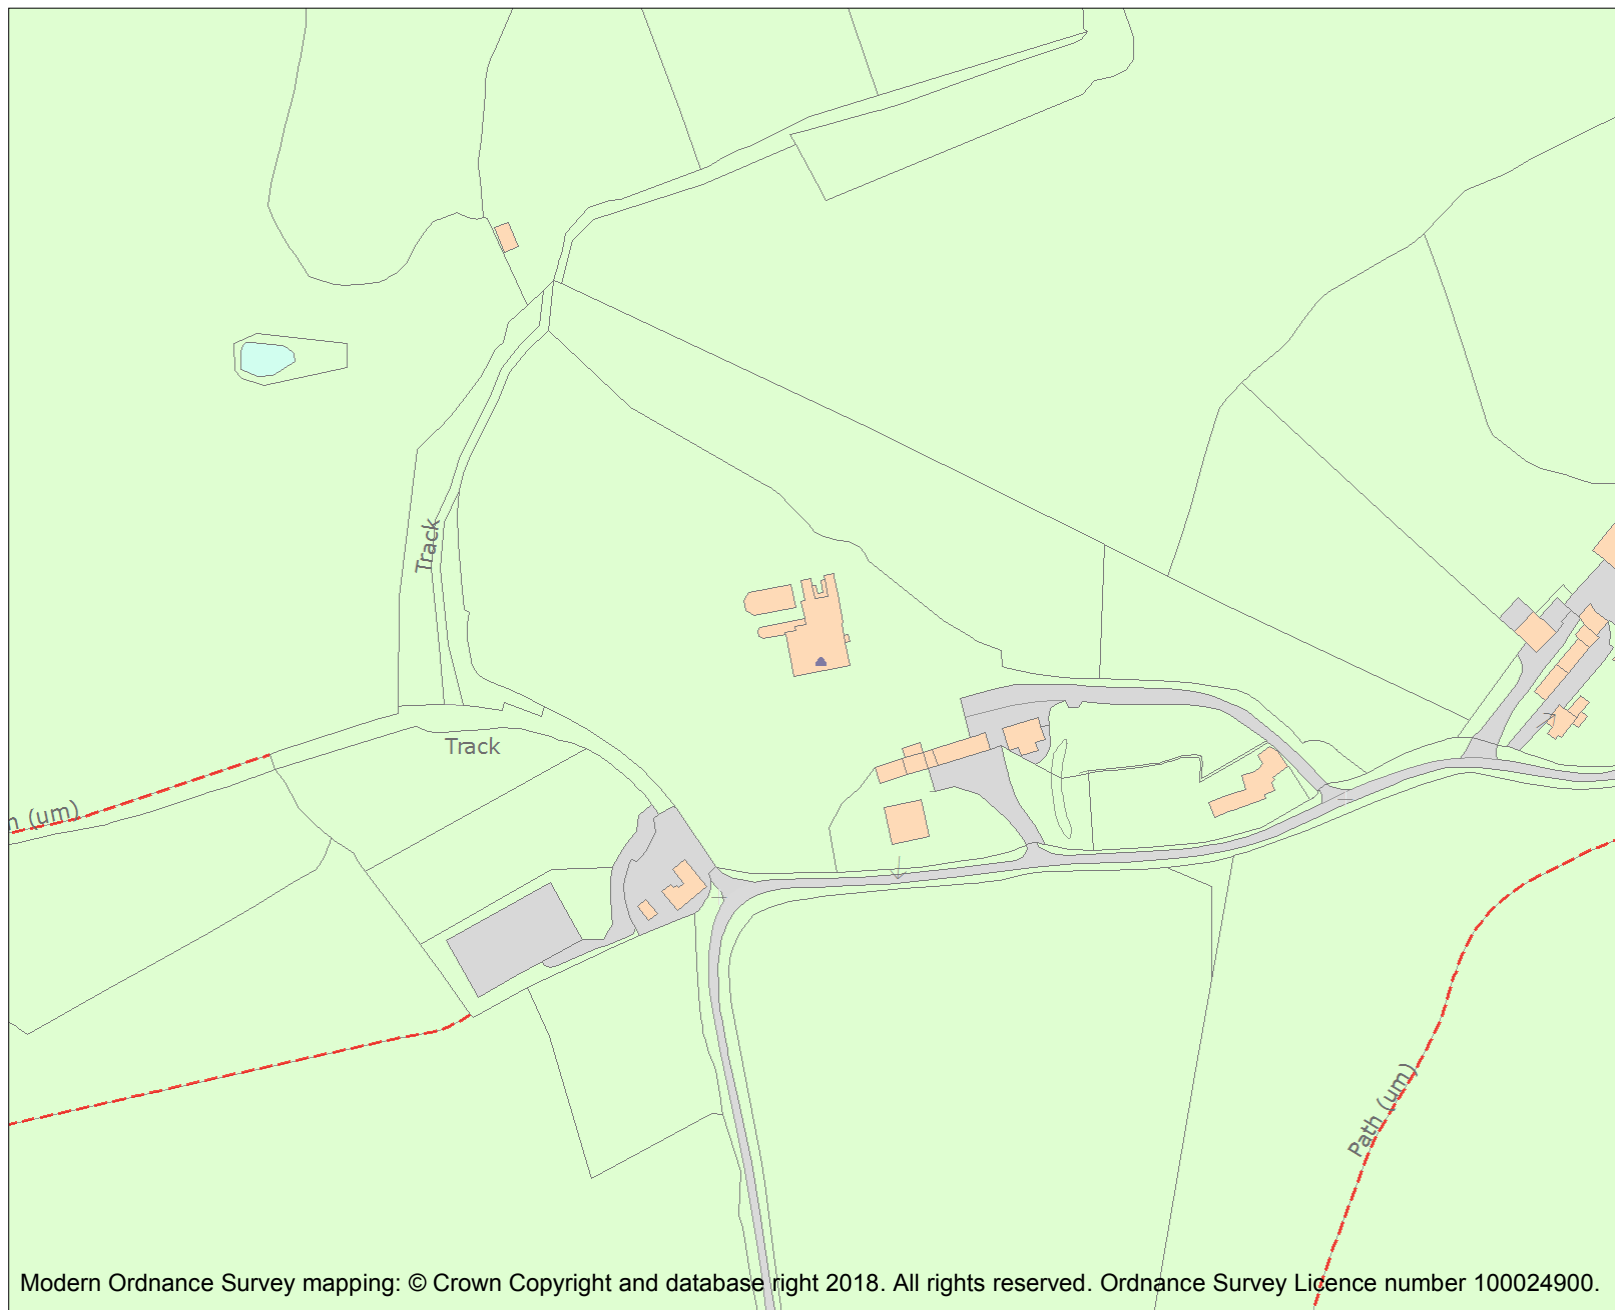 Track
Track
(um)
Path (um)
Modern Ordnance Survey mapping: © Crown Copyright and database right 2018. All rights reserved. Ordnance Survey Licence number 100024900.